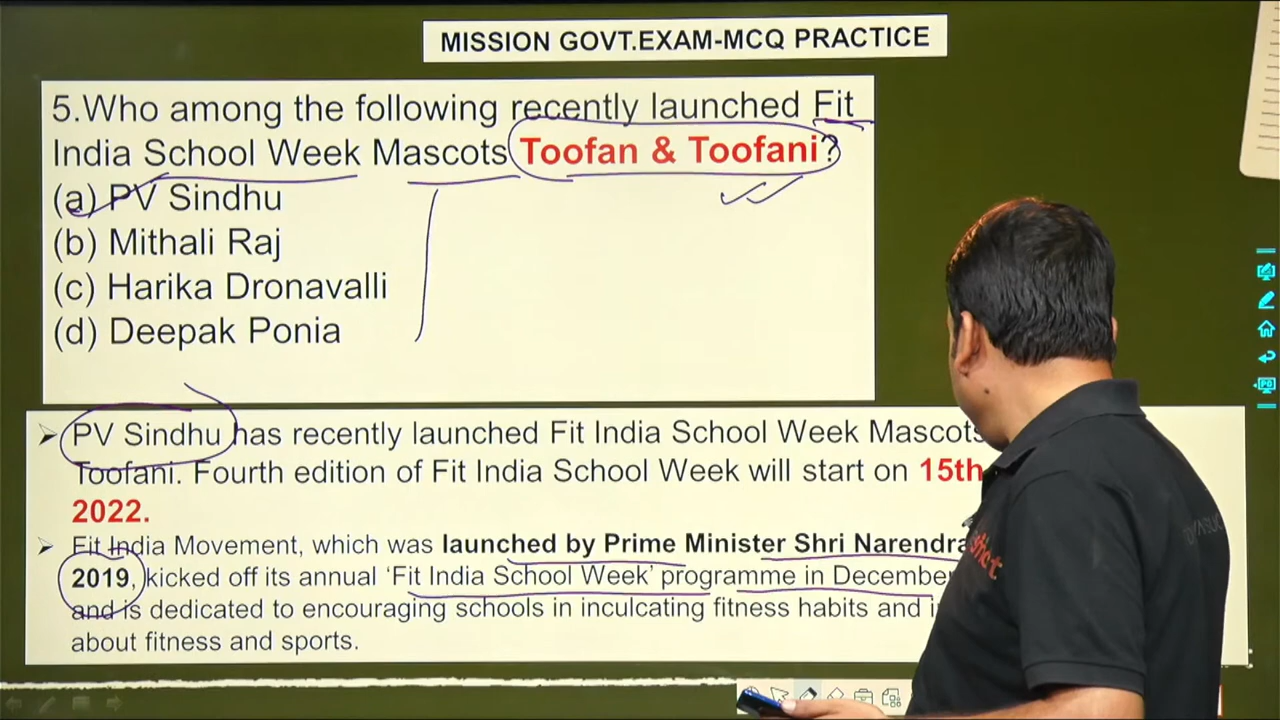 MISSION GOVT.EXAM-MCQ PRACTICE
5.Who among the following recently launched Fit
India School Week Mascots Toofan & Toofani?
(a) PV Sindhu
(b) Mithali Raj
(c) Harika Dronavalli
(d) Deepak Ponia
➤ PV Sindhu has recently launched Fit India School Week Mascots
Toofani. Fourth edition of Fit India School Week will start on 15th
2022.
➤ Fit India Movement, which was launched by Prime Minister Shri Narendra
2019, kicked off its annual ‘Fit India School Week’ programme in December
and is dedicated to encouraging schools in inculcating fitness habits and
about fitness and sports.